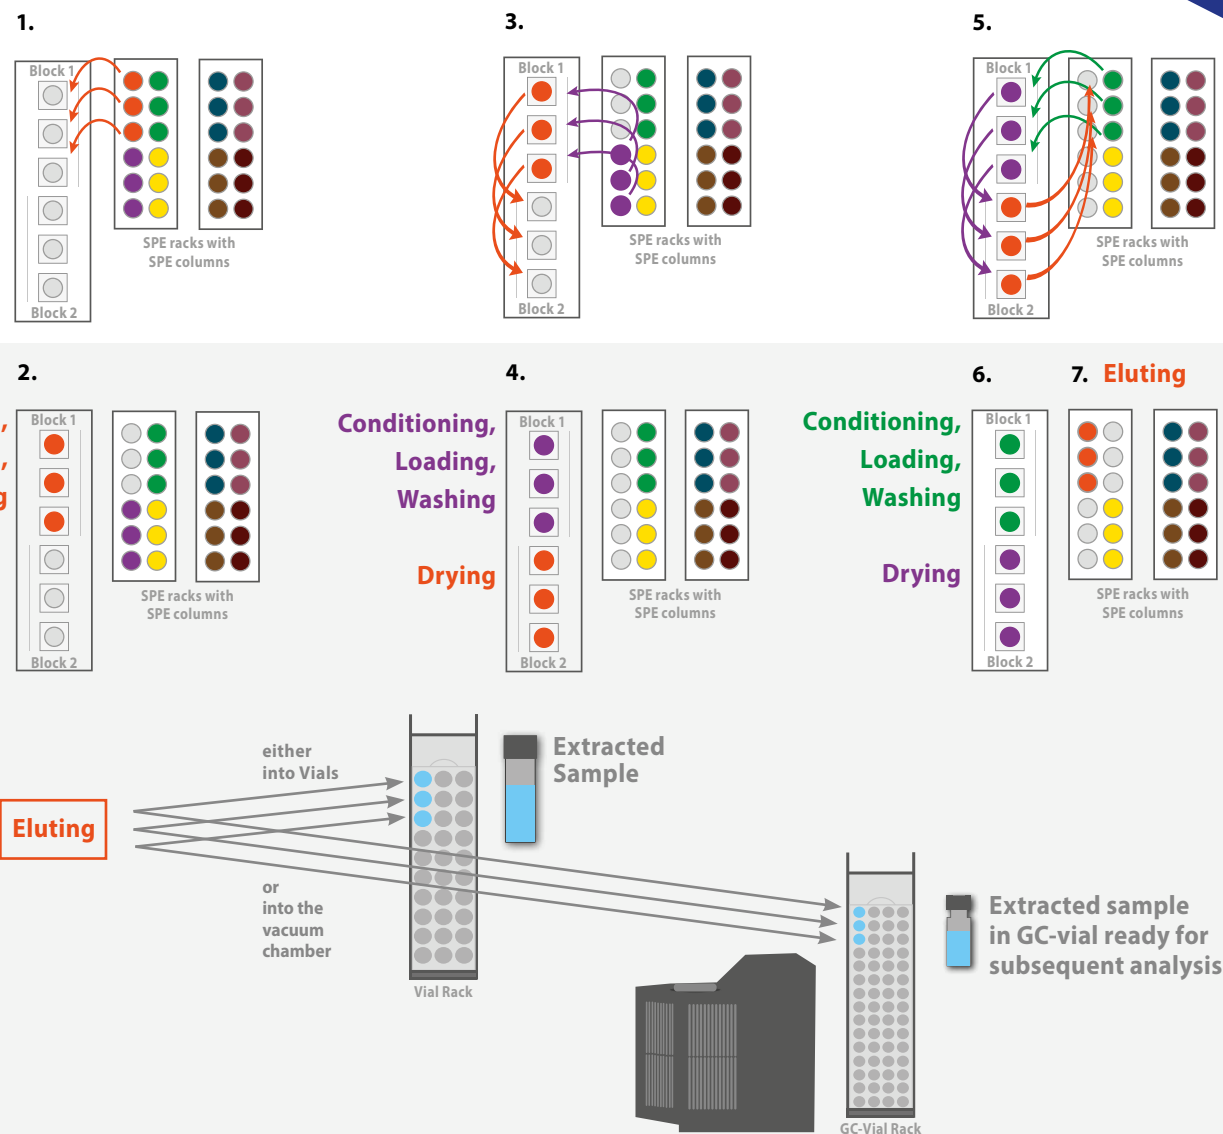 1.
Block 1
Block 2
SPE racks with
SPE columns
3.
Block 1
Block 2
SPE racks with
SPE columns
5.
Block 1
Block 2
SPE racks with
SPE columns
2.
Block 1
Block 2
SPE racks with
SPE columns
4.
Conditioning,
Loading,
Washing
Drying
Block 1
Block 2
SPE racks with
SPE columns
6.
Conditioning,
Loading,
Washing
Drying
Block 1
Block 2
7. Eluting
SPE racks with
SPE columns
Eluting
either
into Vials
or
into the
vacuum
chamber
Vial Rack
Extracted
Sample
GC-Vial Rack
Extracted sample
in GC-vial ready for
subsequent analysis